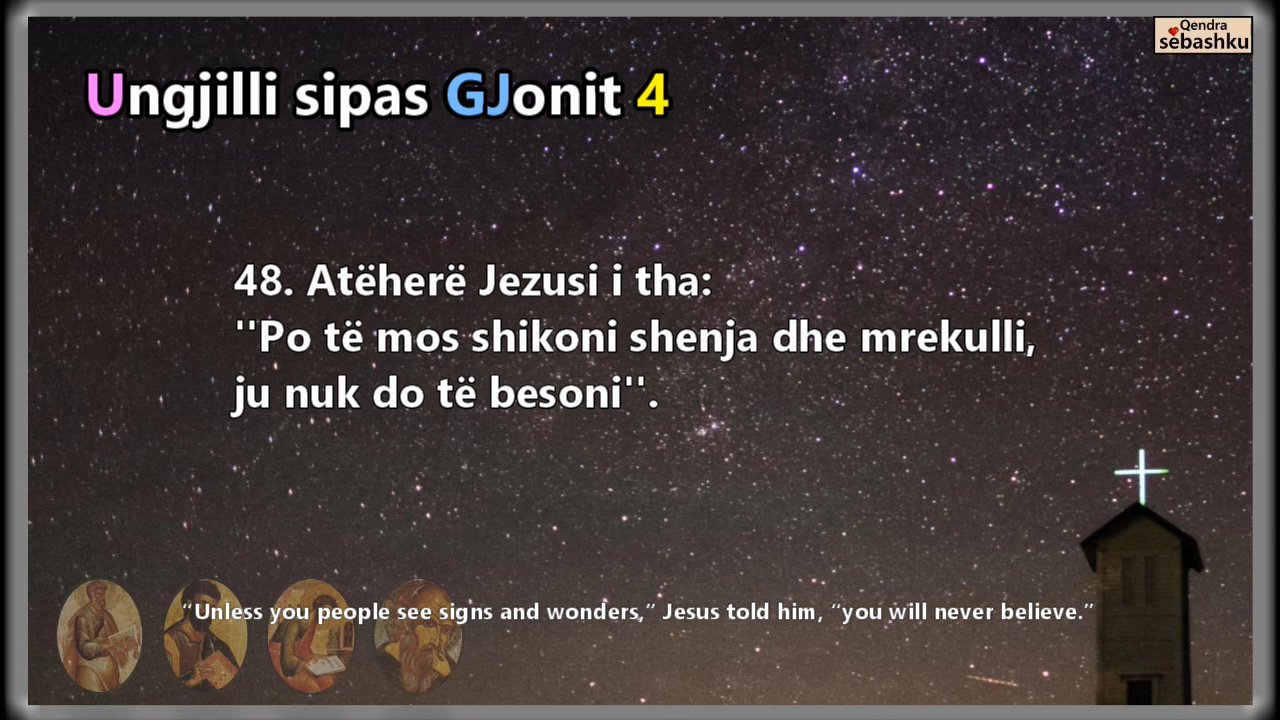 Qendra
sebashku
Ungjilli sipas GJonit 4
48. Atëherë Jezusi i tha:
''Po të mos shikoni shenja dhe mrekulli,
ju nuk do të besoni''.
“Unless you people see signs and wonders,” Jesus told him, “you will never believe.”